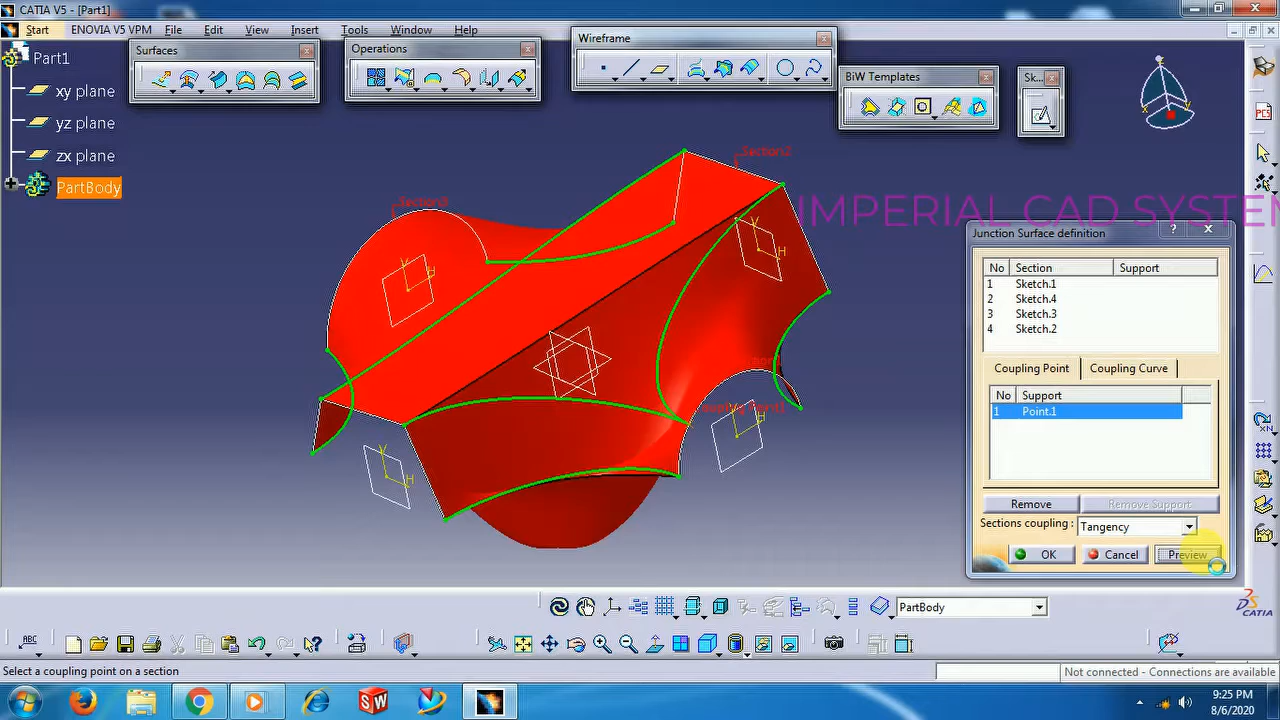 CATIA V5 - [Part1]
Start ENOVIA V5 VPM File Edit View Insert Tools Window Help
Surfaces
Operations
Wireframe
BiW Templates
Sk...
Part1
xy plane
yz plane
zx plane
PartBody
PCS
Section2
Section3
IMPERIAL CAD SYSTEM
Junction Surface definition
No Section Support
1 Sketch.1
2 Sketch.4
3 Sketch.3
4 Sketch.2
Coupling Point Coupling Curve
No Support
1 Point.1
Remove Remove Support
Sections coupling : Tangency
OK Cancel Preview
V H
V H
V H
V H
PartBody
ABC
CATIA
Select a coupling point on a section
Not connected - Connections are available
9:25 PM
8/6/2020